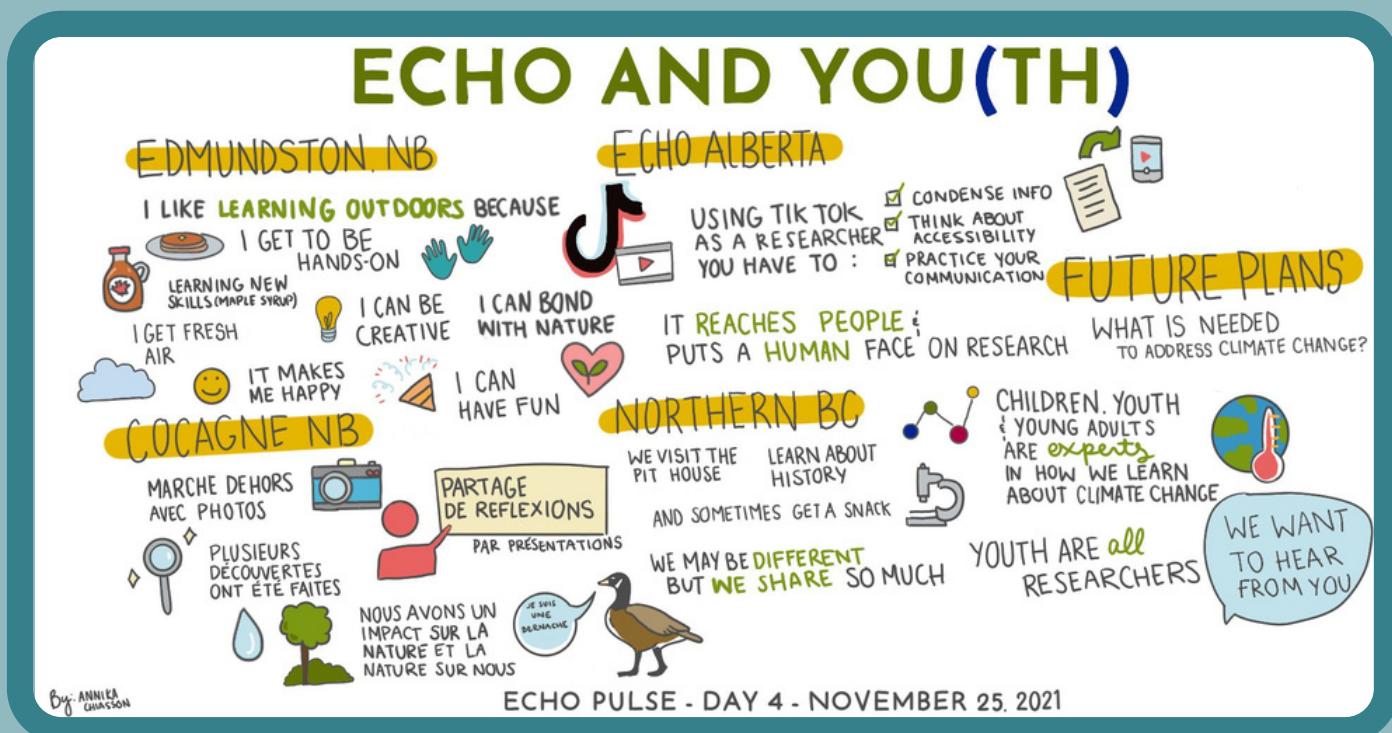 ECHO AND YOU(TH)
EDMUNDSTON, NB
I LIKE LEARNING OUTDOORS BECAUSE
I GET TO BE
HANDS-ON
LEARNING NEW
SKILLS (MAPLE SYRUP)
I CAN BE
CREATIVE
I CAN BOND
WITH NATURE
I GET FRESH
AIR
IT MAKES
ME HAPPY
I CAN
HAVE FUN
COCAGNE NB
MARCHE DEHORS
AVEC PHOTOS
PARTAGE
DE REFLEXIONS
PAR PRÉSENTATIONS
PLUSIEURS
DÉCOUVERTES
ONT ÉTÉ FAITES
NOUS AVONS UN
IMPACT SUR LA
NATURE ET LA
NATURE SUR NOUS
JE SUIS
UNE
BERNACHE
ECHO ALBERTA
USING TIK TOK
AS A RESEARCHER
YOU HAVE TO :
CONDENSE INFO
THINK ABOUT
ACCESSIBILITY
PRACTICE YOUR
COMMUNICATION
IT REACHES PEOPLE &
PUTS A HUMAN FACE ON RESEARCH
NORTHERN BC
WE VISIT THE
PIT HOUSE
LEARN ABOUT
HISTORY
AND SOMETIMES GET A SNACK
WE MAY BE DIFFERENT
BUT WE SHARE SO MUCH
FUTURE PLANS
WHAT IS NEEDED
TO ADDRESS CLIMATE CHANGE?
CHILDREN, YOUTH
& YOUNG ADULTS
ARE experts
IN HOW WE LEARN
ABOUT CLIMATE CHANGE
YOUTH ARE all
RESEARCHERS
WE WANT
TO HEAR
FROM YOU
By: ANNIKA
CHIASSON
ECHO PULSE - DAY 4 - NOVEMBER 25, 2021